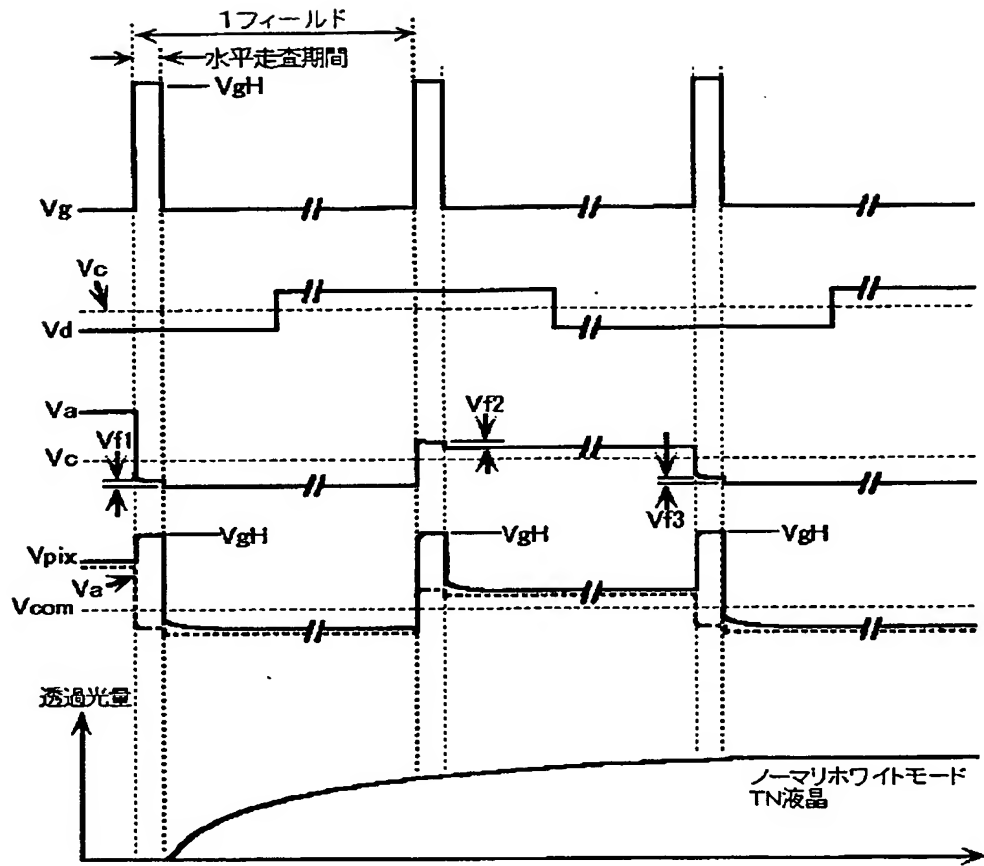 1フィールド
水平走査期間
VgH
Vg
Vc
Vd
Va
Vf2
Vf1
Vc
Vf3
VgH
VgH
VgH
Vpix
Va
Vcom
透過光量
ノーマリホワイトモード
TN液晶